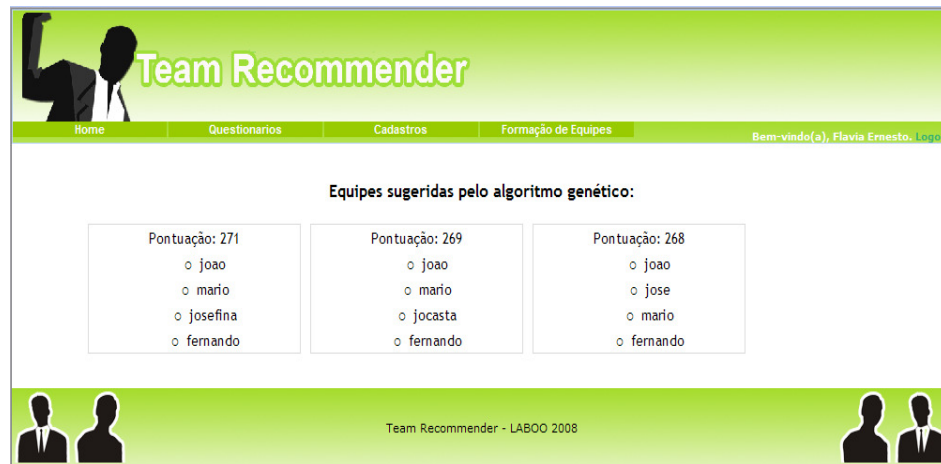 Team Recommender
Home Questionarios Cadastros Formação de Equipes
Bem-vindo(a), Flavia Ernesto. Logo
Equipes sugeridas pelo algoritmo genético:
Pontuação: 271
joao
mario
josefina
fernando
Pontuação: 269
joao
mario
jocasta
fernando
Pontuação: 268
joao
jose
mario
fernando
Team Recommender - LABOO 2008